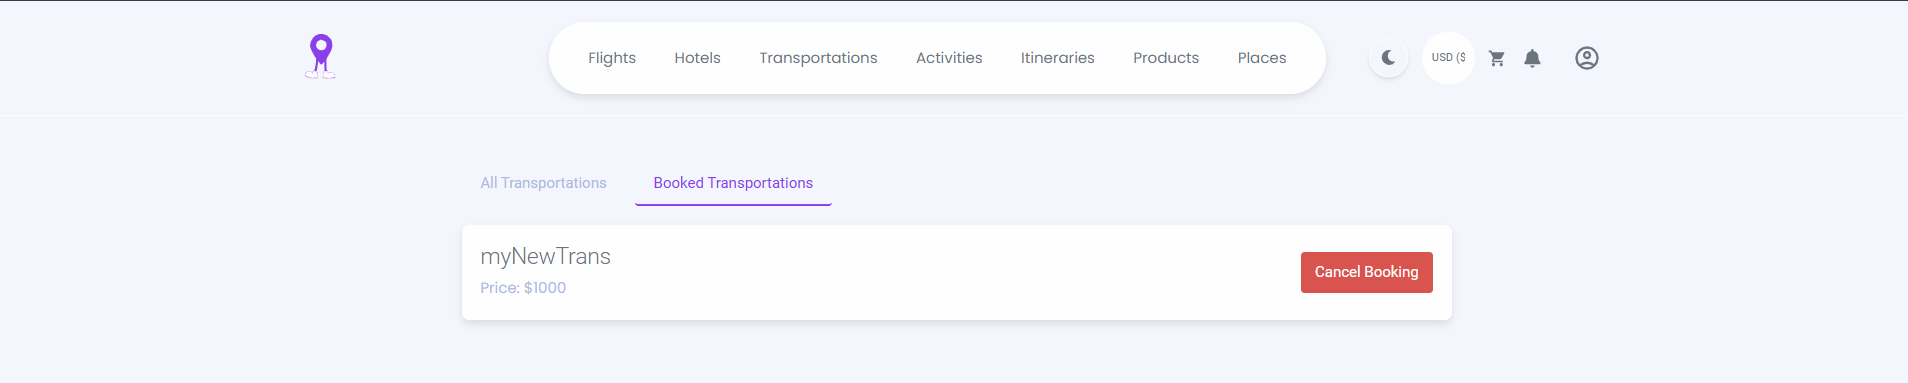 Flights Hotels Transportations Activities Itineraries Products Places USD ($
All Transportations Booked Transportations
myNewTrans
Cancel Booking
Price: $1000